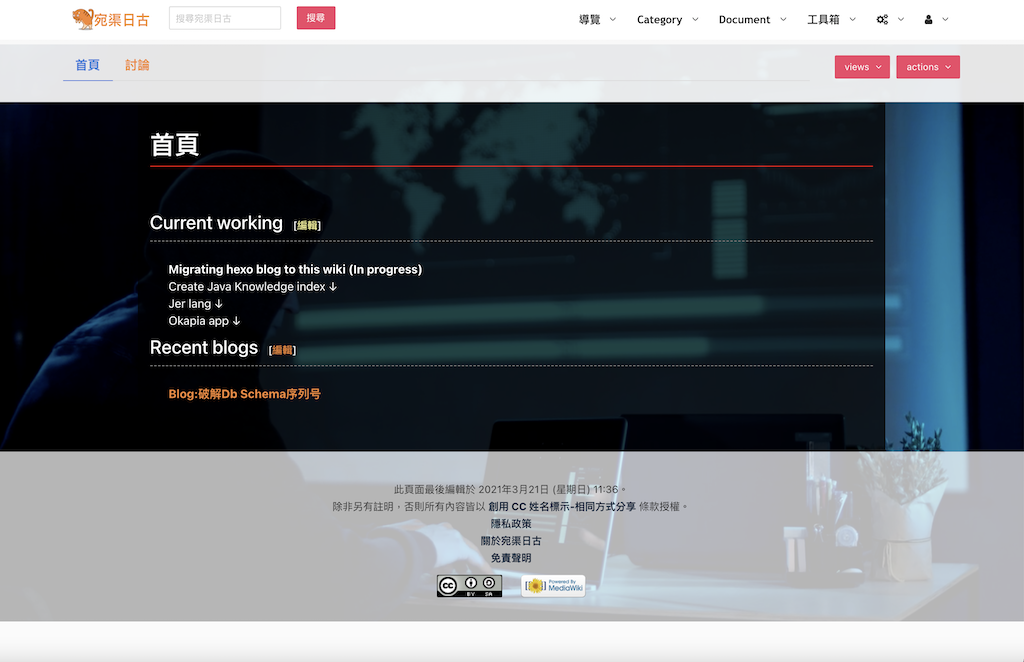 宛渠日古
搜尋宛渠日古
搜尋
導覽
Category
Document
工具箱
首頁
討論
views
actions
首頁
Current working [編輯]
Migrating hexo blog to this wiki (In progress)
Create Java Knowledge index ↓
Jer lang ↓
Okapia app ↓
Recent blogs [編輯]
Blog:破解Db Schema序列号
此頁面最後編輯於 2021年3月21日 (星期日) 11:36。
除非另有註明，否則所有內容皆以 創用 CC 姓名標示-相同方式分享 條款授權。
隱私政策
關於宛渠日古
免責聲明
cc BY SA
Powered By MediaWiki